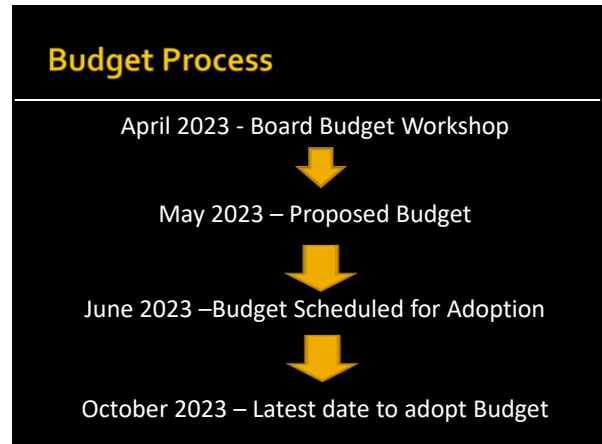 Budget Process
April 2023 - Board Budget Workshop
May 2023 – Proposed Budget
June 2023 –Budget Scheduled for Adoption
October 2023 – Latest date to adopt Budget